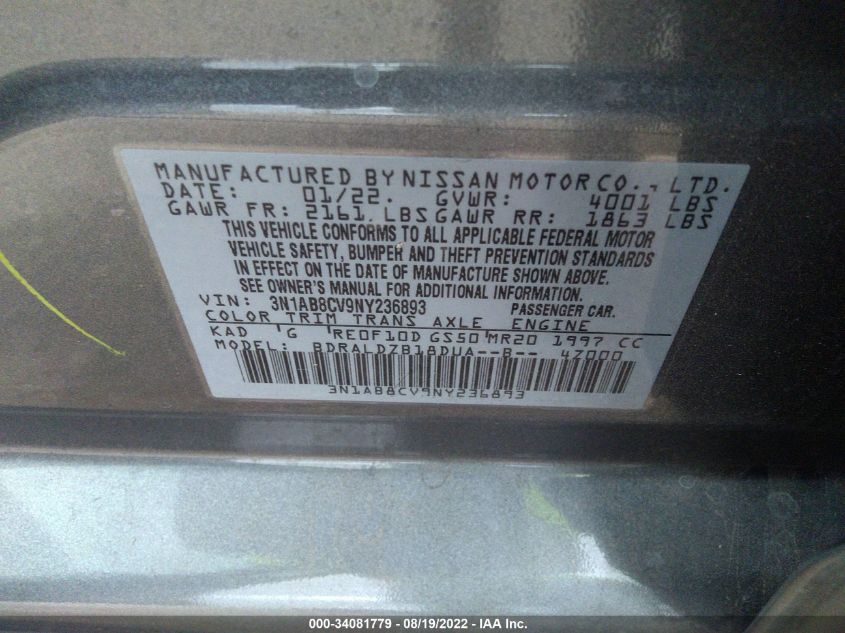 MANUFACTURED BY NISSAN MOTOR CO., LTD.
DATE: 01/22. GVWR: 4001 LBS
GAWR FR: 2161 LBS GAWR RR: 1863 LBS
THIS VEHICLE CONFORMS TO ALL APPLICABLE FEDERAL MOTOR
VEHICLE SAFETY, BUMPER AND THEFT PREVENTION STANDARDS
IN EFFECT ON THE DATE OF MANUFACTURE SHOWN ABOVE.
SEE OWNER'S MANUAL FOR ADDITIONAL INFORMATION.
VIN: 3N1AB8CV9NY236893 PASSENGER CAR.
COLOR TRIM TRANS AXLE ENGINE
KAD 'G 'RE0F10D GS50'MR20 1997 CC
MODEL: BDRALDZB18DUA--B-- 4Z000
3N1AB8CV9NY236893
000-34081779 - 08/19/2022 - IAA Inc.